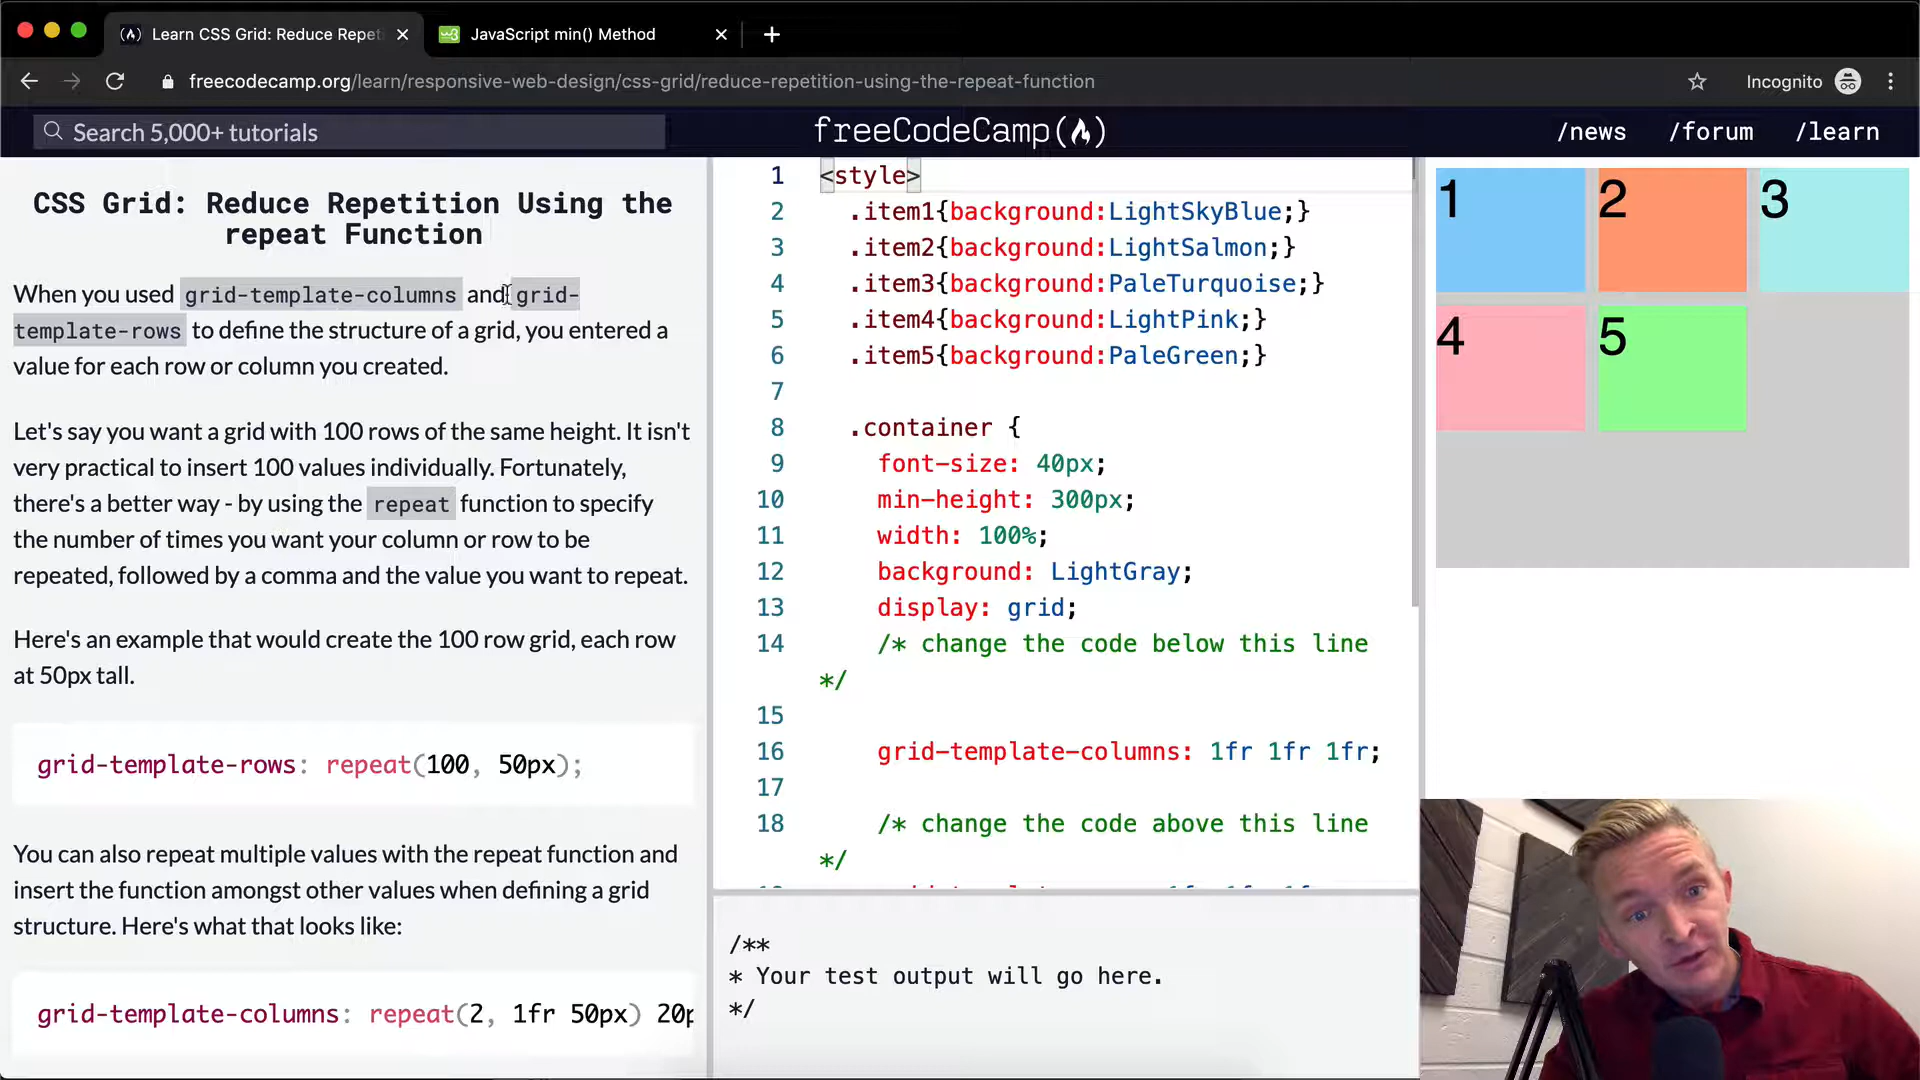 Learn CSS Grid: Reduce Repet
JavaScript min() Method
freecodecamp.org/learn/responsive-web-design/css-grid/reduce-repetition-using-the-repeat-function
Incognito
Search 5,000+ tutorials
freeCodeCamp(🔥)
/news /forum /learn
CSS Grid: Reduce Repetition Using the
repeat Function
When you used grid-template-columns and grid-
template-rows to define the structure of a grid, you entered a
value for each row or column you created.
Let's say you want a grid with 100 rows of the same height. It isn't
very practical to insert 100 values individually. Fortunately,
there's a better way - by using the repeat function to specify
the number of times you want your column or row to be
repeated, followed by a comma and the value you want to repeat.
Here's an example that would create the 100 row grid, each row
at 50px tall.
grid-template-rows: repeat(100, 50px);
You can also repeat multiple values with the repeat function and
insert the function amongst other values when defining a grid
structure. Here's what that looks like:
grid-template-columns: repeat(2, 1fr 50px) 20p
1 <style>
2 .item1{background:LightSkyBlue;}
3 .item2{background:LightSalmon;}
4 .item3{background:PaleTurquoise;}
5 .item4{background:LightPink;}
6 .item5{background:PaleGreen;}
7
8 .container {
9 font-size: 40px;
10 min-height: 300px;
11 width: 100%;
12 background: LightGray;
13 display: grid;
14 /* change the code below this line
*/
15
16 grid-template-columns: 1fr 1fr 1fr;
17
18 /* change the code above this line
*/
/**
* Your test output will go here.
*/
1 2 3
4 5